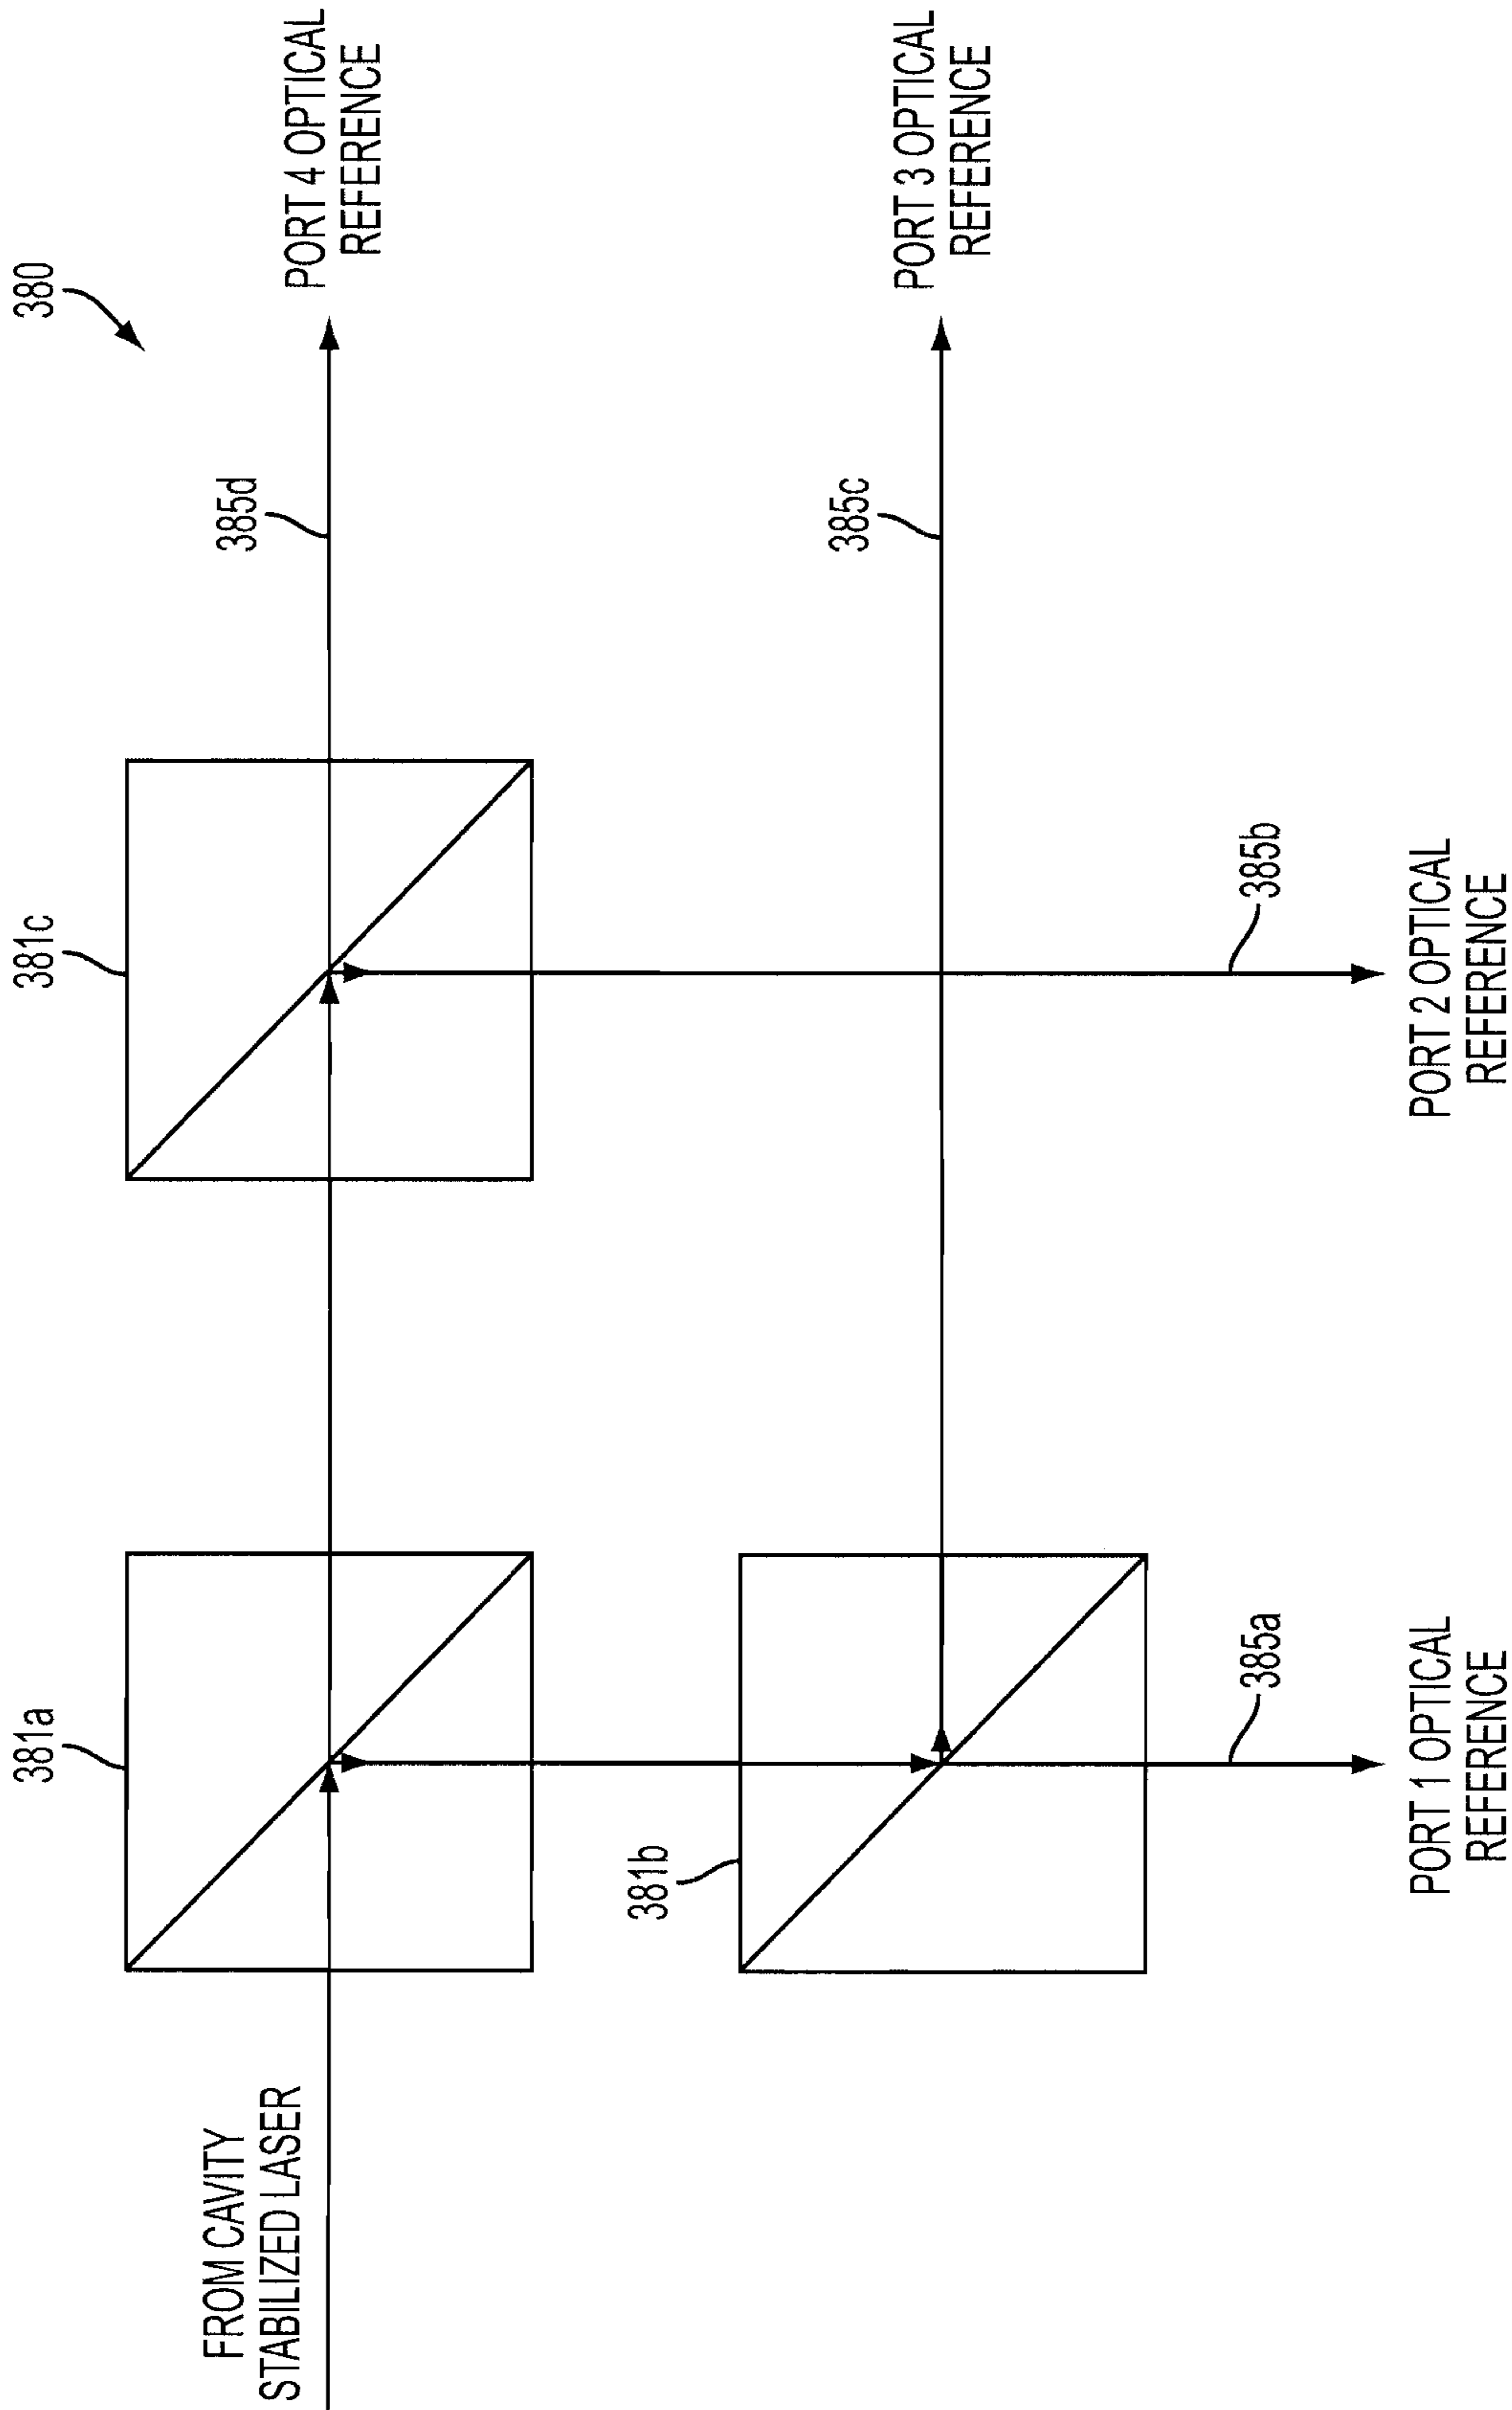 380
381a
381c
FROM CAVITY
STABILIZED LASER
385d
PORT 4 OPTICAL
REFERENCE
381b
385c
PORT 3 OPTICAL
REFERENCE
385a
385b
PORT 1 OPTICAL
REFERENCE
PORT 2 OPTICAL
REFERENCE